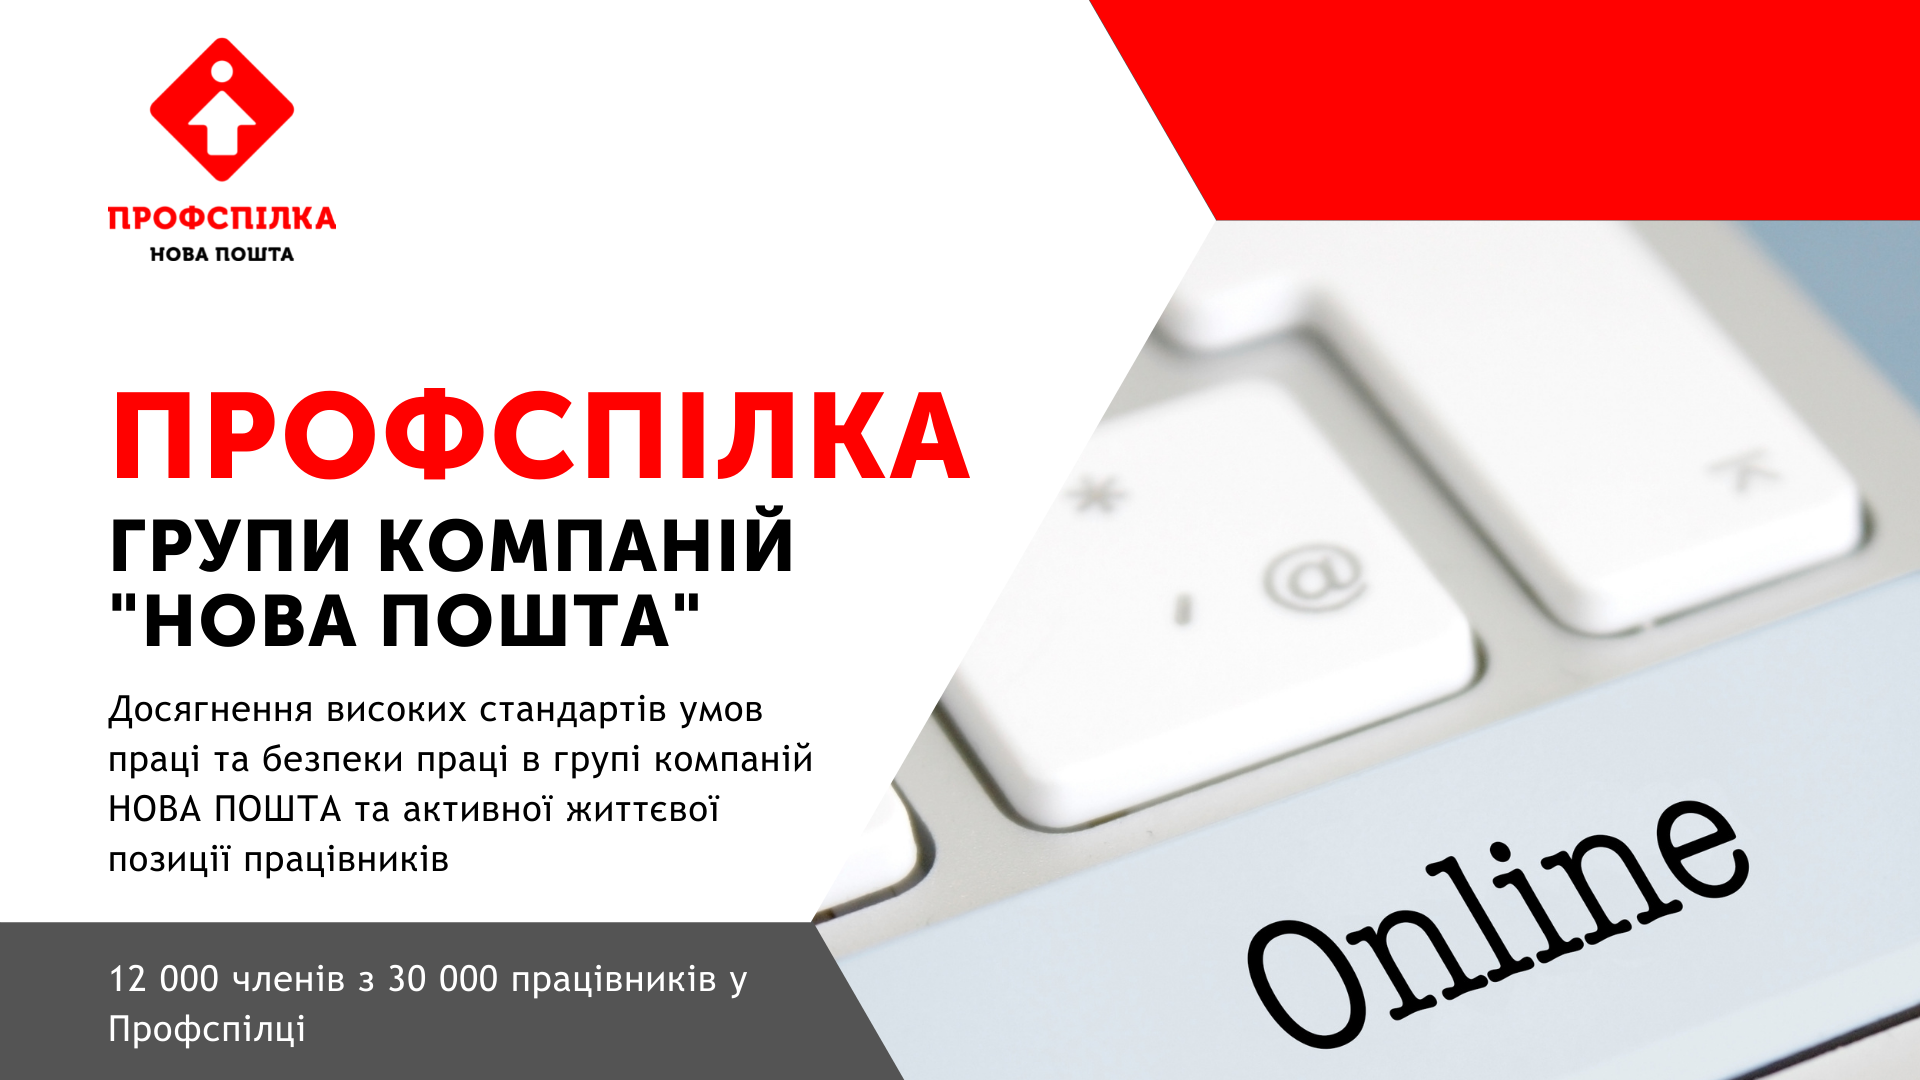 ПРОФСПІЛКА
НОВА ПОШТА
ПРОФСПІЛКА
ГРУПИ КОМПАНІЙ
"НОВА ПОШТА"
Досягнення високих стандартів умов
праці та безпеки праці в групі компаній
НОВА ПОШТА та активної життєвої
позиції працівників
12 000 членів з 30 000 працівників у
Профспілці
* ' @
Online